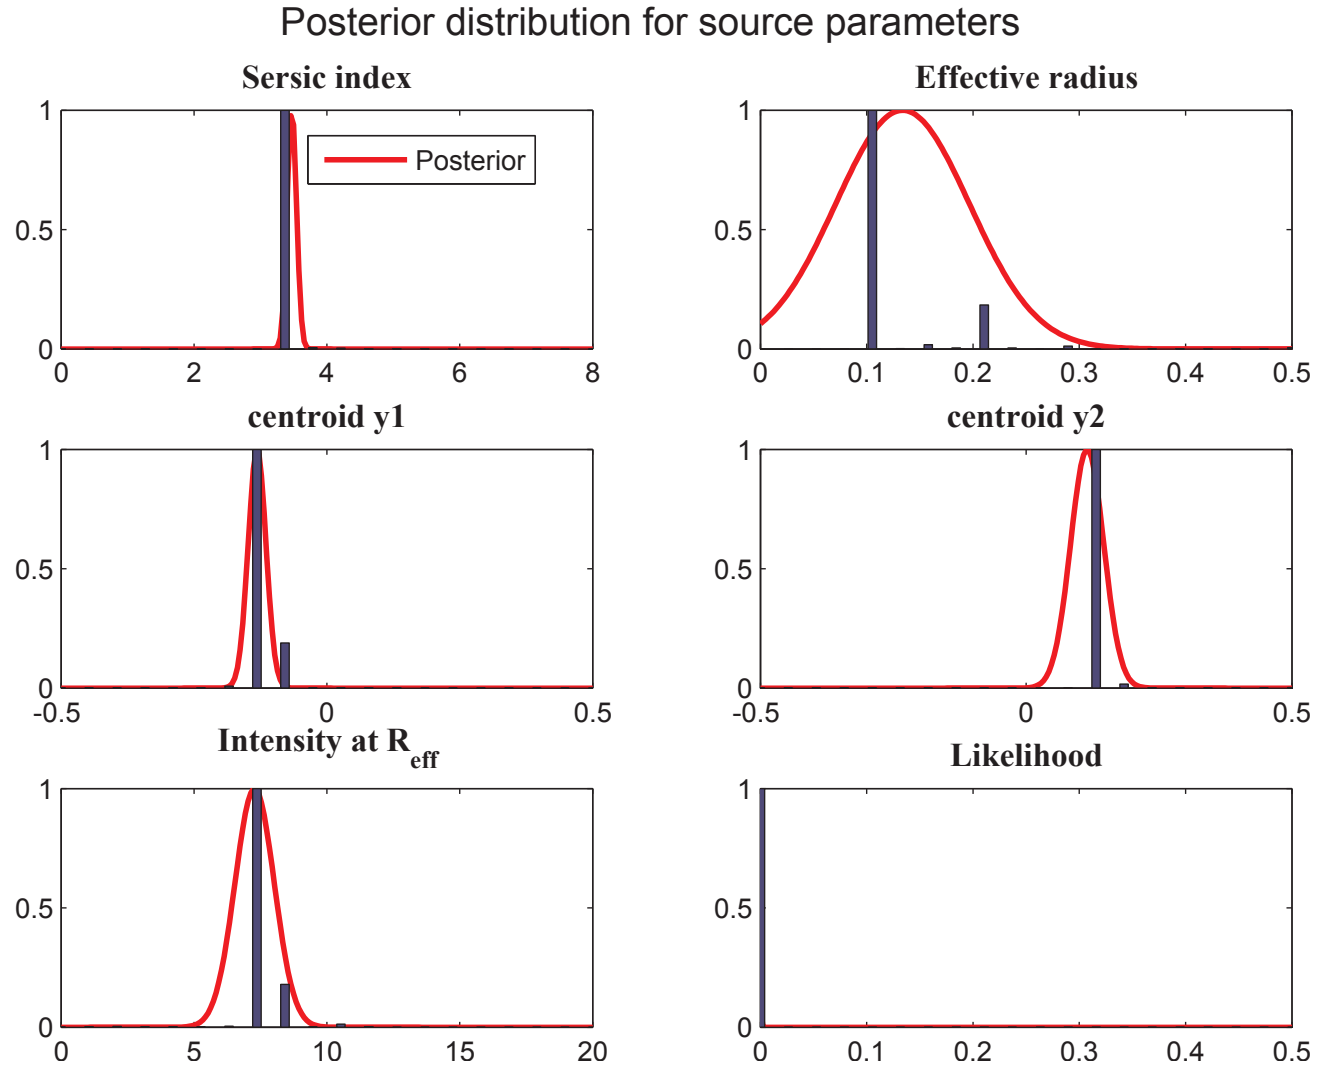 Posterior distribution for source parameters
Sersic index
Effective radius
1
0.5
0
0 2 4 6 8
Posterior
1
0.5
0
0 0.1 0.2 0.3 0.4 0.5
centroid y1
centroid y2
1
0.5
0
-0.5 0 0.5
1
0.5
0
-0.5 0 0.5
Intensity at R_eff
Likelihood
1
0.5
0
0 5 10 15 20
1
0.5
0
0 0.1 0.2 0.3 0.4 0.5